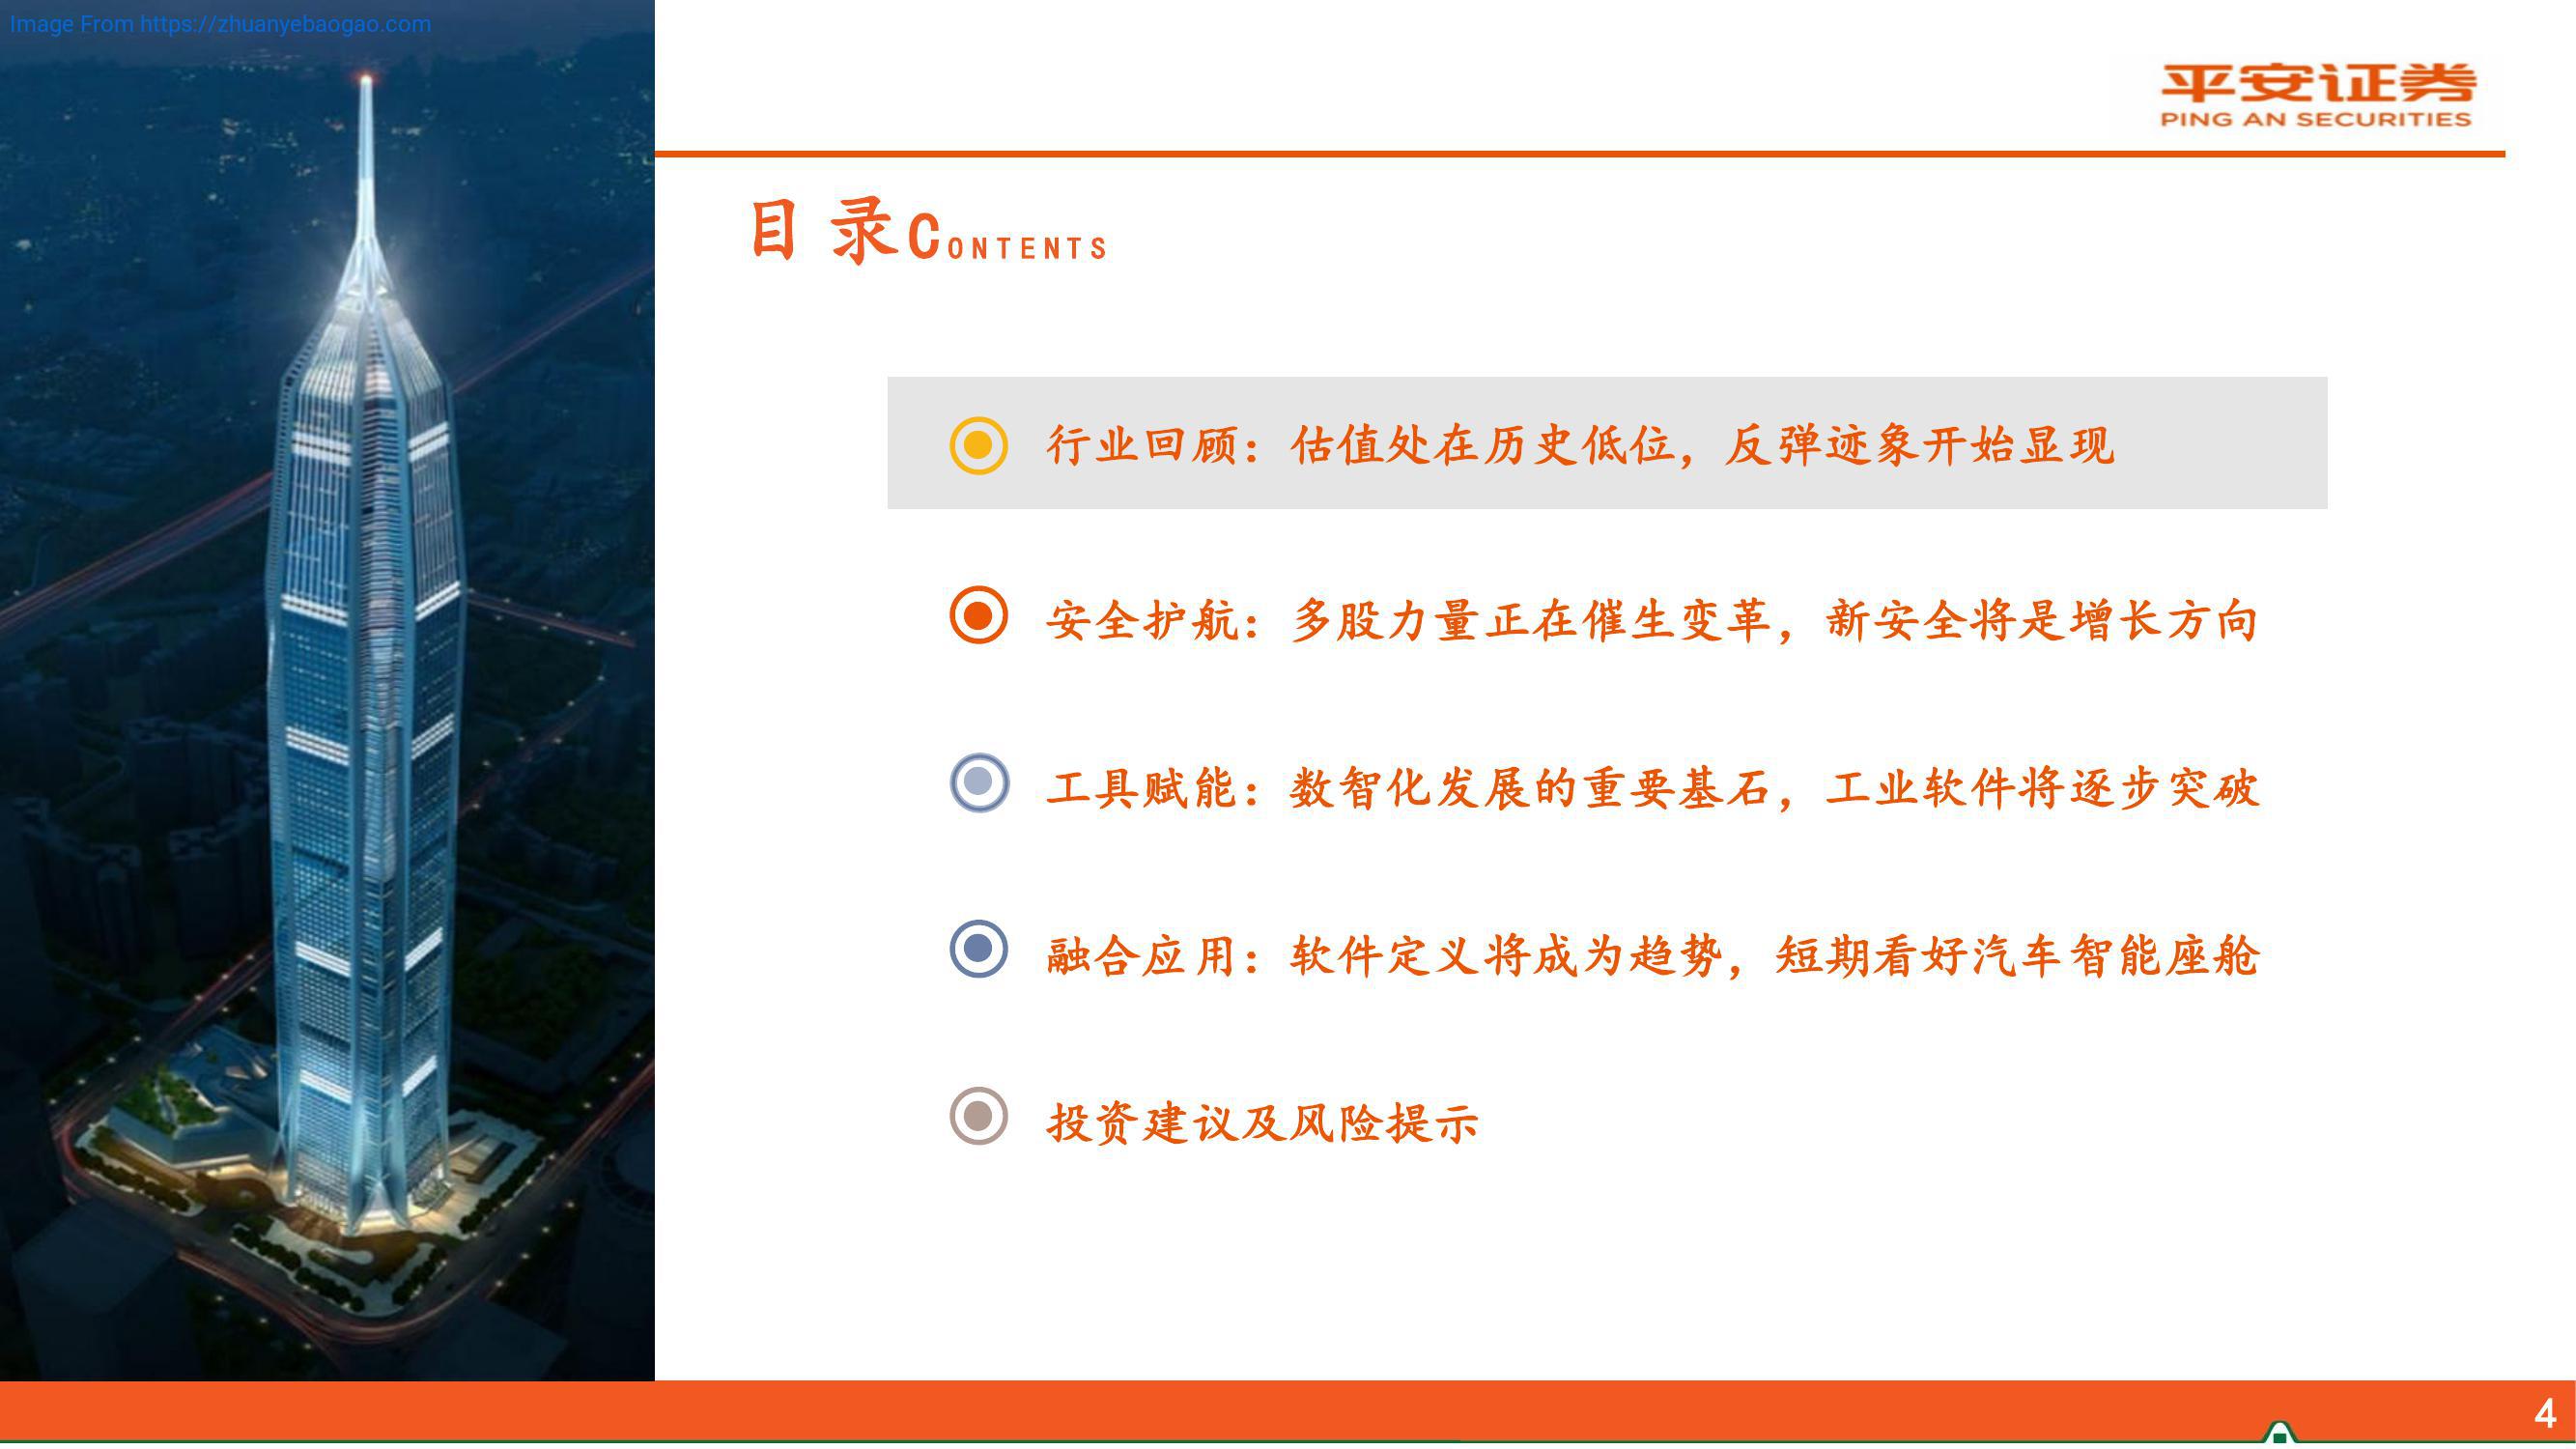 Image From https://zhuanyebaogao.com
平安证券
PING AN SECURITIES
目录CONTENTS
行业回顾：估值处在历史低位，反弹迹象开始显现
安全护航：多股力量正在催生变革，新安全将是增长方向
工具赋能：数智化发展的重要基石，工业软件将逐步突破
融合应用：软件定义将成为趋势，短期看好汽车智能座舱
投资建议及风险提示
4